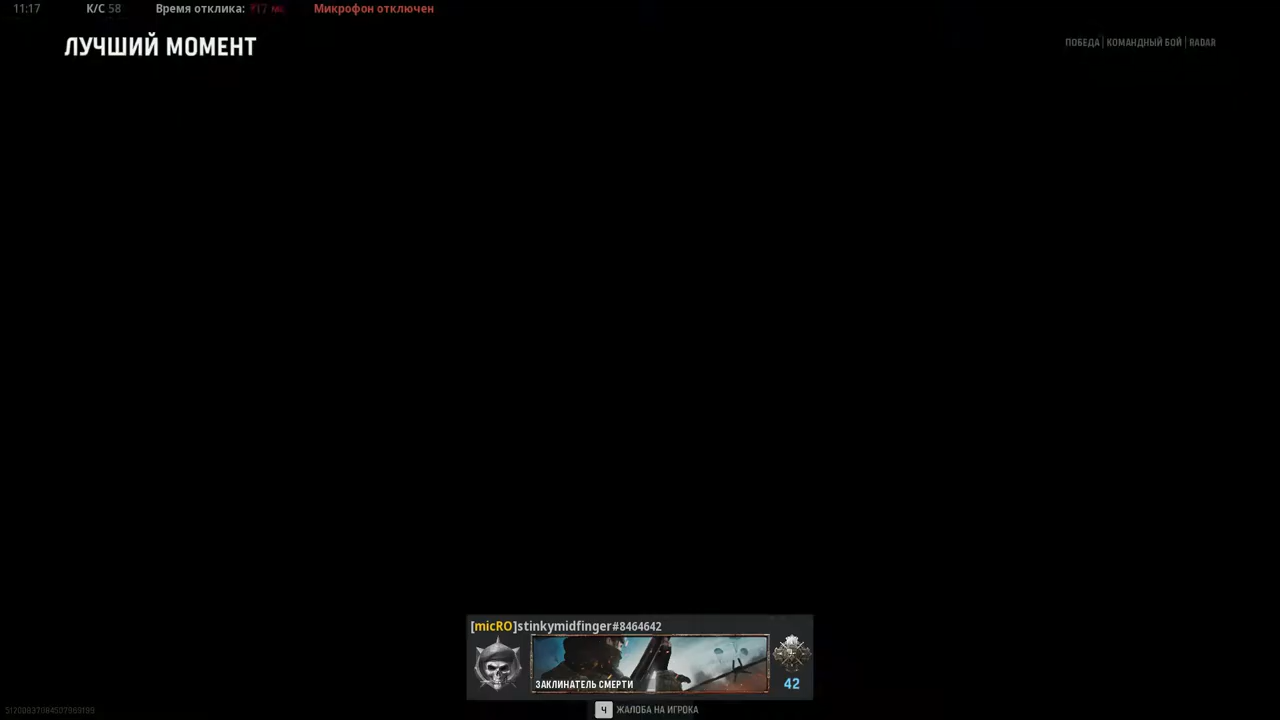 11:17 К/С 58 Время отклика: Микрофон отключен
ЛУЧШИЙ МОМЕНТ
ПОБЕДА | КОМАНДНЫЙ БОЙ | RADAR
[micRO]stinkymidfinger#8464642
ЗАКЛИНАТЕЛЬ СМЕРТИ
42
Ч ЖАЛОБА НА ИГРОКА